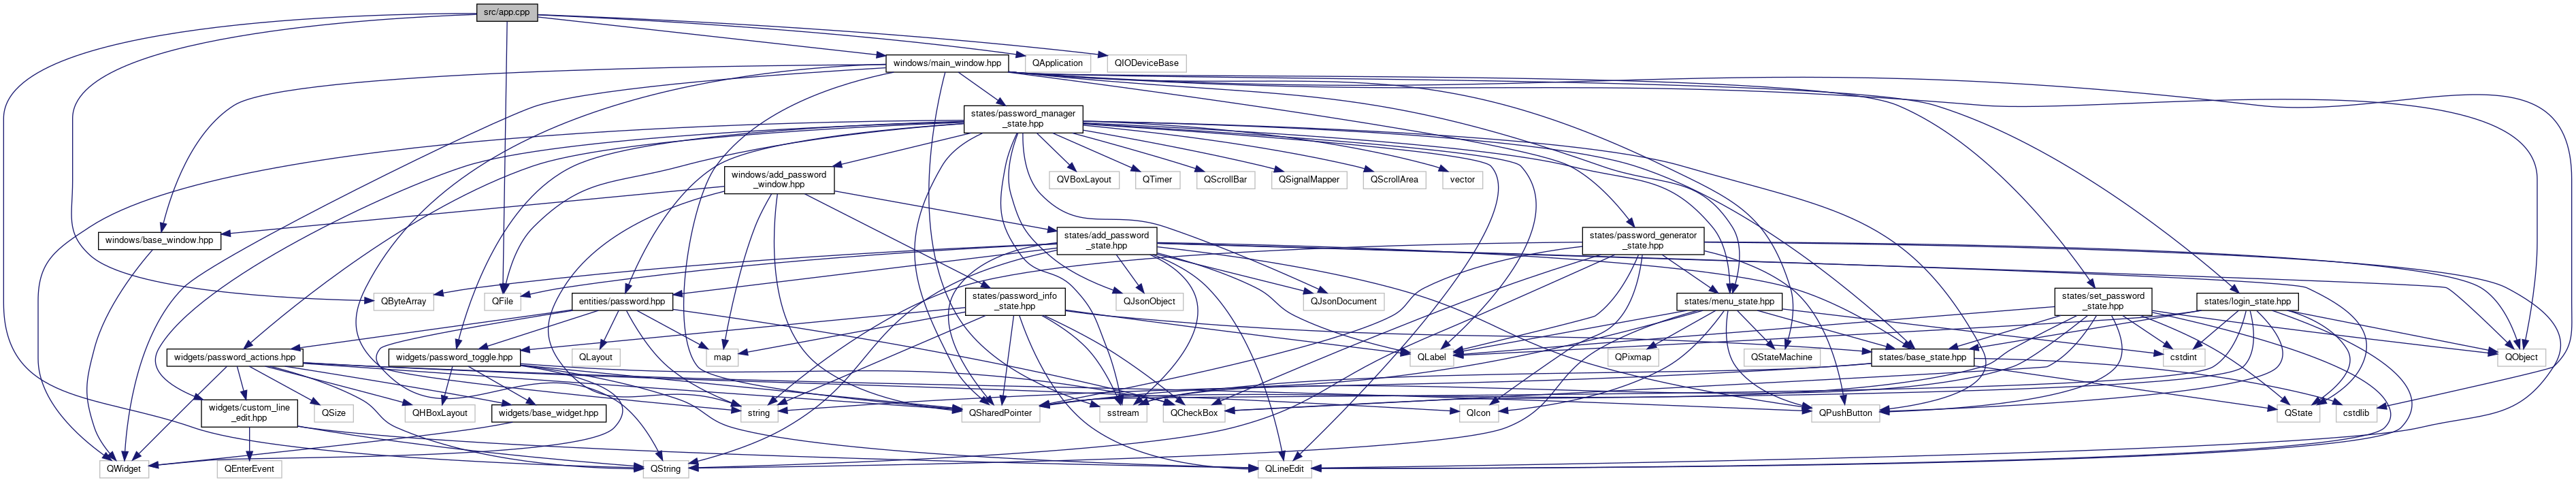 src/app.cpp
windows/main_window.hpp
QApplication
QIODeviceBase
states/password_manager
_state.hpp
windows/add_password
_window.hpp
QVBoxLayout
QTimer
QScrollBar
QSignalMapper
QScrollArea
vector
windows/base_window.hpp
states/add_password
_state.hpp
states/password_generator
_state.hpp
QByteArray
QFile
entities/password.hpp
states/password_info
_state.hpp
QJsonObject
QJsonDocument
states/menu_state.hpp
states/set_password
_state.hpp
states/login_state.hpp
widgets/password_actions.hpp
widgets/password_toggle.hpp
QLayout
map
QLabel
QPixmap
QStateMachine
states/base_state.hpp
cstdint
QObject
widgets/custom_line
_edit.hpp
QSize
QHBoxLayout
widgets/base_widget.hpp
string
QSharedPointer
sstream
QCheckBox
QIcon
QPushButton
QState
cstdlib
QWidget
QEnterEvent
QString
QLineEdit